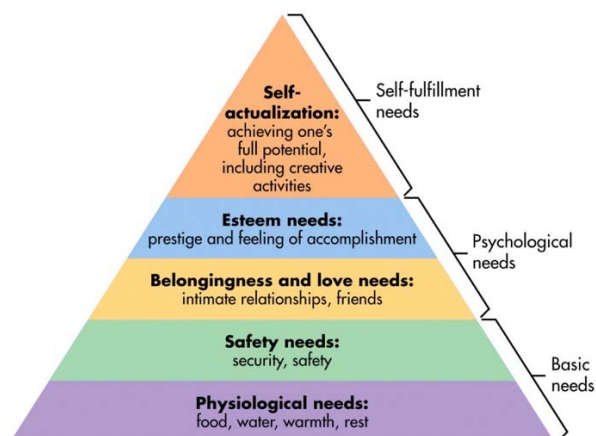 Self-
actualization:
achieving one's
full potential,
including creative
activities
Self-fulfillment
needs
Esteem needs:
prestige and feeling of accomplishment
Psychological
needs
Belongingness and love needs:
intimate relationships, friends
Safety needs:
security, safety
Basic
needs
Physiological needs:
food, water, warmth, rest